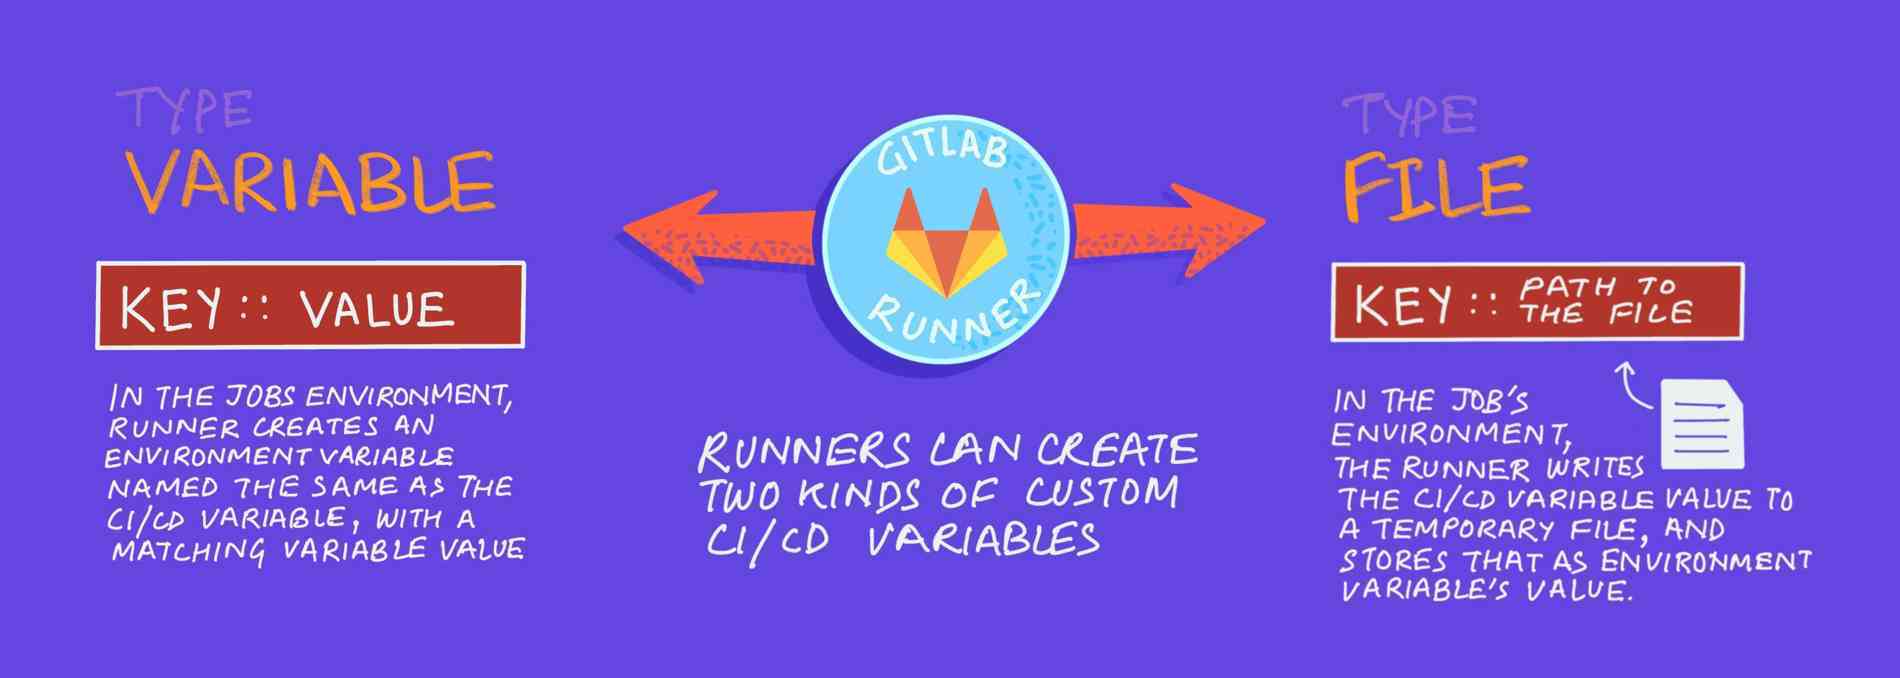 TYPE
VARIABLE
KEY :: VALUE
IN THE JOBS ENVIRONMENT,
RUNNER CREATES AN
ENVIRONMENT VARIABLE
NAMED THE SAME AS THE
CI/CD VARIABLE, WITH A
MATCHING VARIABLE VALUE
GITLAB
RUNNER
RUNNERS CAN CREATE
TWO KINDS OF CUSTOM
CI/CD VARIABLES
TYPE
FILE
KEY :: PATH TO
THE FILE
IN THE JOB'S
ENVIRONMENT,
THE RUNNER WRITES
THE CI/CD VARIABLE VALUE TO
A TEMPORARY FILE, AND
STORES THAT AS ENVIRONMENT
VARIABLE'S VALUE.